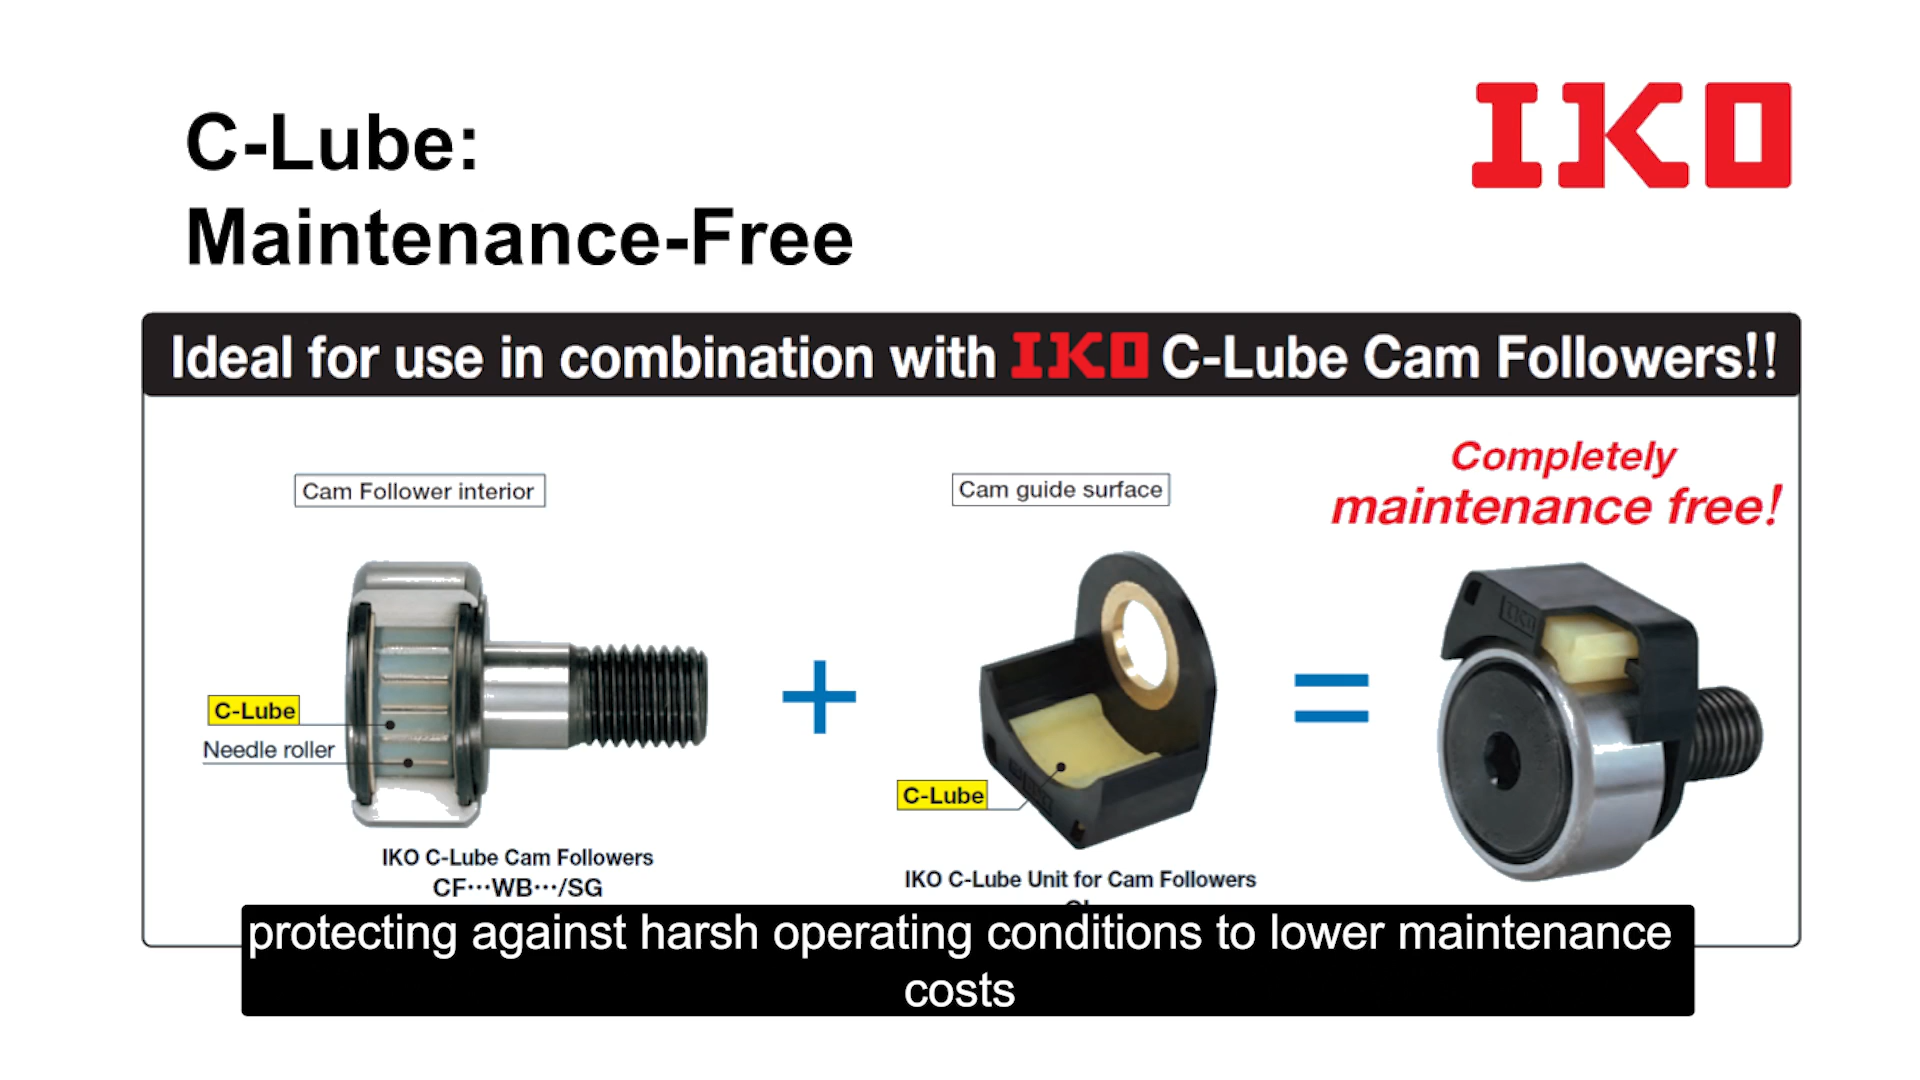 C-Lube:
Maintenance-Free
IKO
Ideal for use in combination with IKO C-Lube Cam Followers!!
Completely
maintenance free!
Cam Follower interior
Cam guide surface
IKO
C-Lube
Needle roller
+
=
C-Lube
IKO C-Lube Cam Followers
CF···WB···/SG
IKO C-Lube Unit for Cam Followers
protecting against harsh operating conditions to lower maintenance
costs